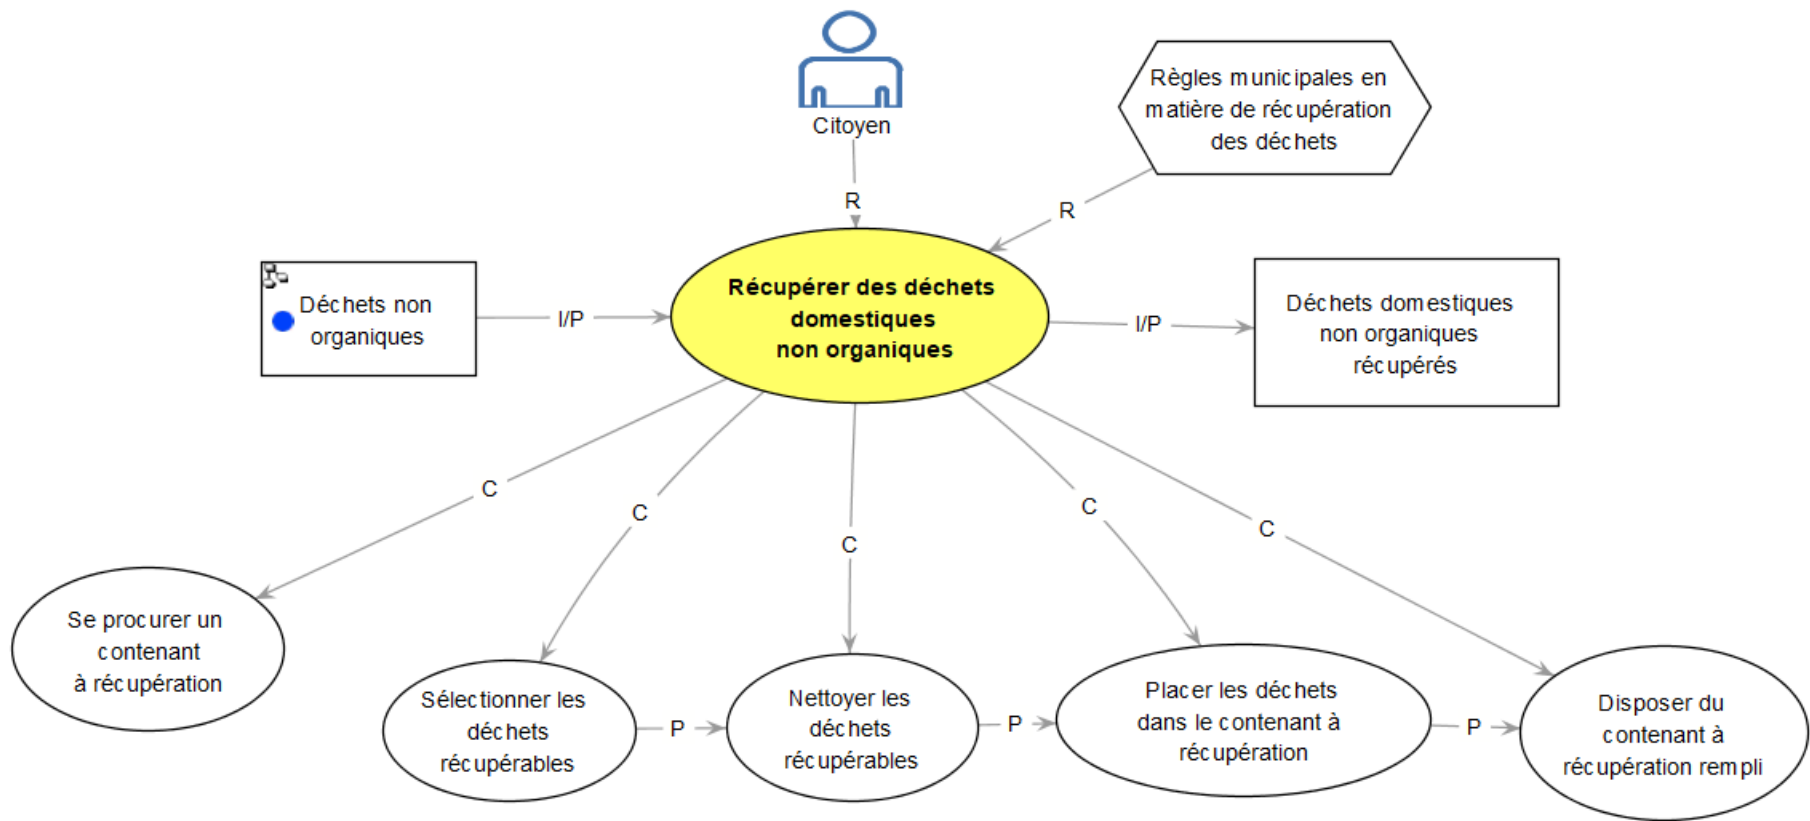 Citoyen
Règles municipales en
matière de récupération
des déchets
R
R
Déchets non
organiques
I/P
Récupérer des déchets
domestiques
non organiques
I/P
Déchets domestiques
non organiques
récupérés
C
C
C
C
C
Se procurer un
contenant
à récupération
Sélectionner les
déchets
récupérables
P
Nettoyer les
déchets
récupérables
P
Placer les déchets
dans le contenant à
récupération
P
Disposer du
contenant à
récupération rempli